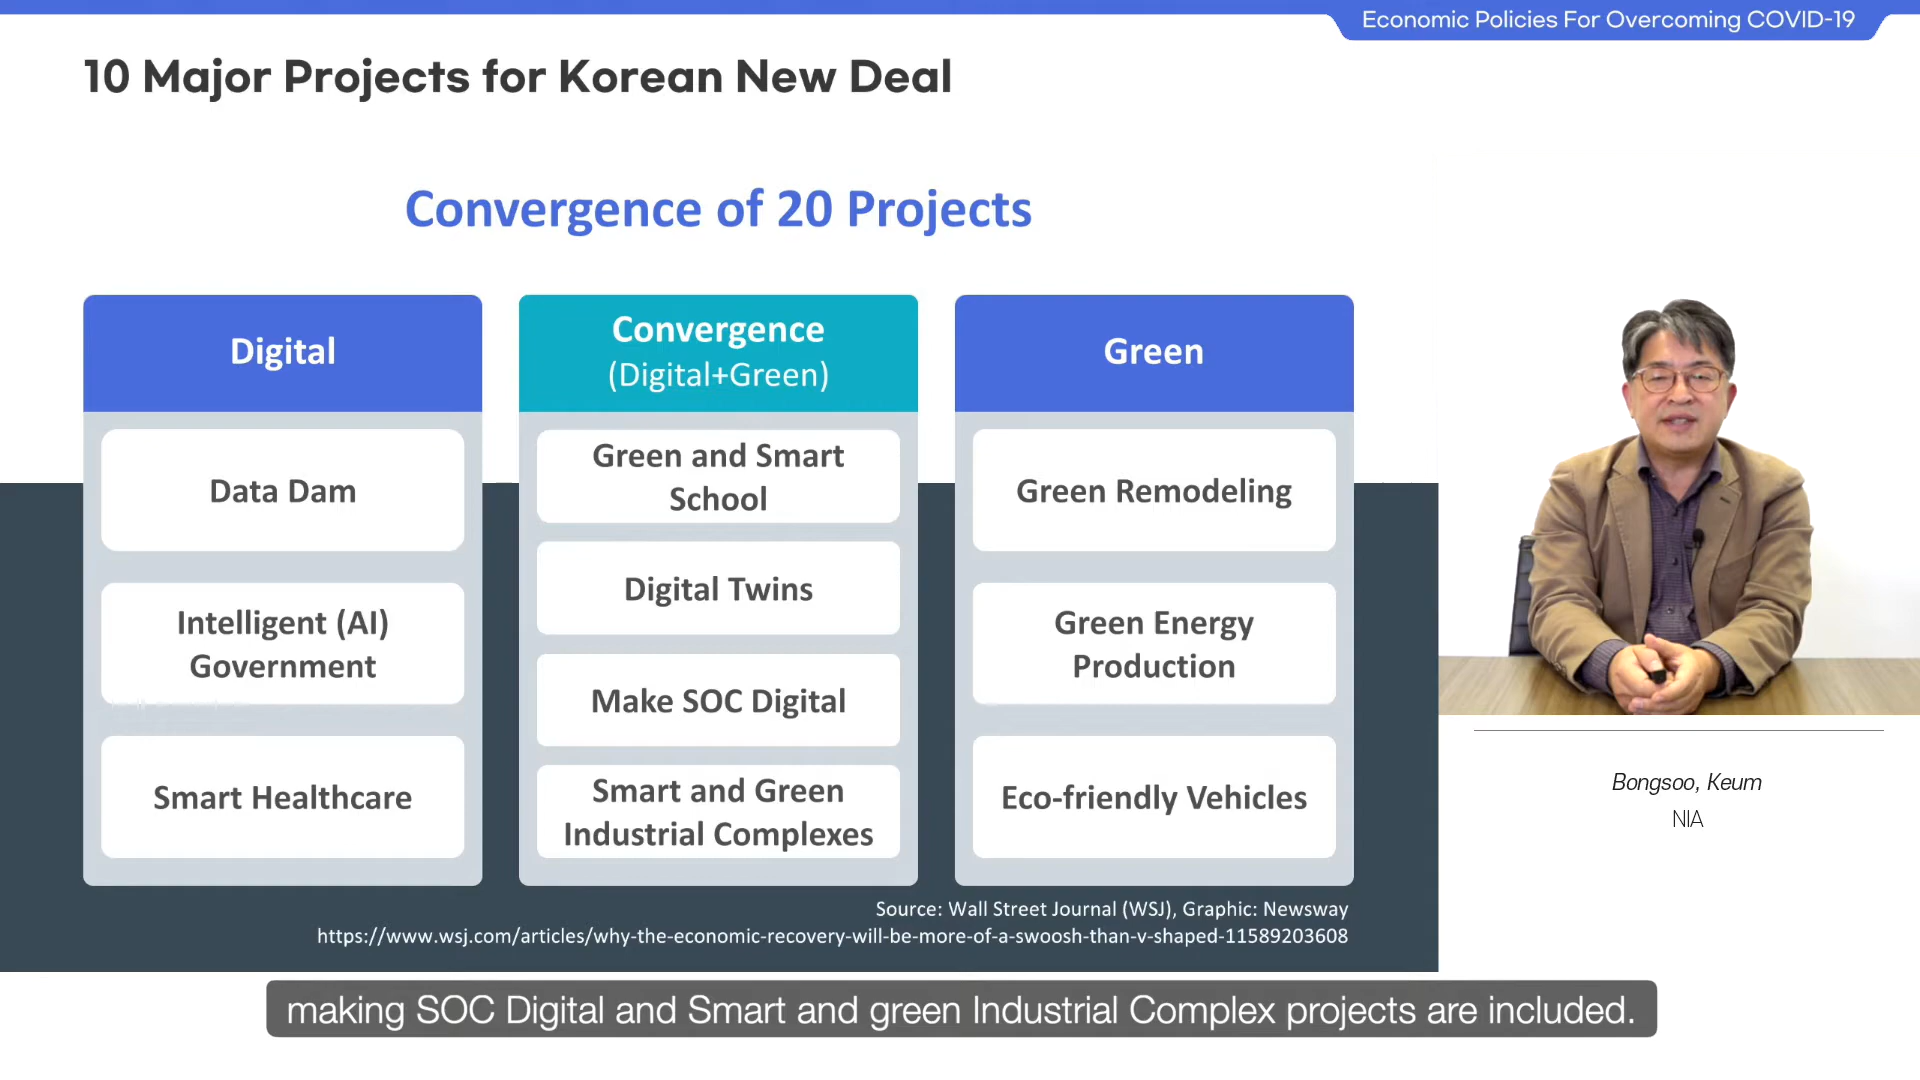 Economic Policies For Overcoming COVID-19
10 Major Projects for Korean New Deal
Convergence of 20 Projects
Digital
Data Dam
Intelligent (AI)
Government
Smart Healthcare
Convergence
(Digital+Green)
Green and Smart
School
Digital Twins
Make SOC Digital
Smart and Green
Industrial Complexes
Green
Green Remodeling
Green Energy
Production
Eco-friendly Vehicles
Source: Wall Street Journal (WSJ), Graphic: Newsway
https://www.wsj.com/articles/why-the-economic-recovery-will-be-more-of-a-swoosh-than-v-shaped-11589203608
Bongsoo, Keum
NIA
making SOC Digital and Smart and green Industrial Complex projects are included.